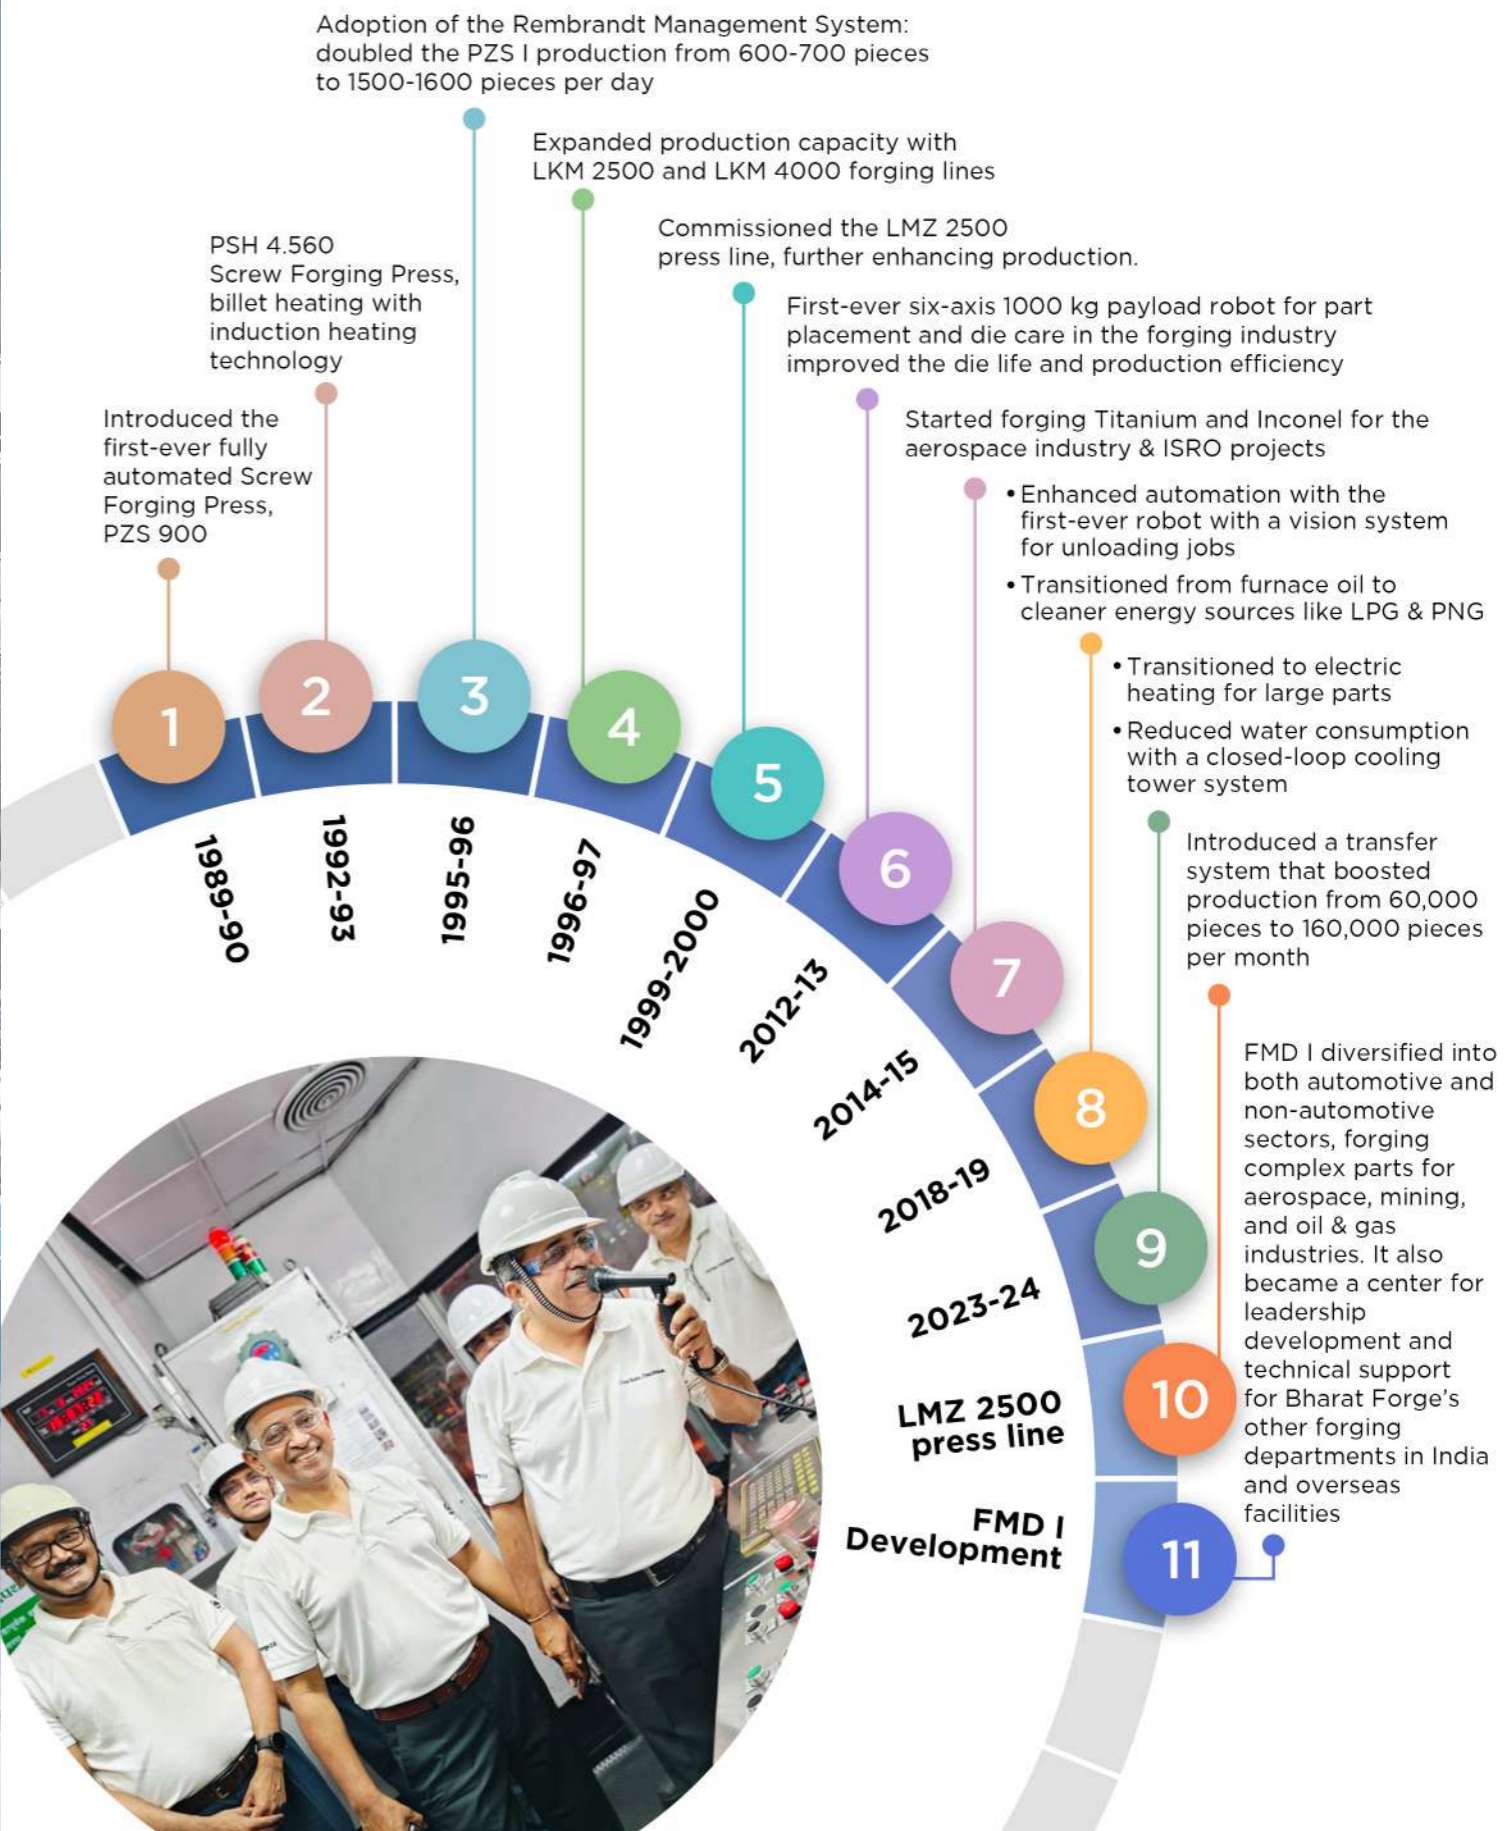 Adoption of the Rembrandt Management System:
doubled the PZS I production from 600-700 pieces
to 1500-1600 pieces per day
Expanded production capacity with
LKM 2500 and LKM 4000 forging lines
Commissioned the LMZ 2500
press line, further enhancing production.
PSH 4.560
Screw Forging Press,
billet heating with
induction heating
technology
First-ever six-axis 1000 kg payload robot for part
placement and die care in the forging industry
improved the die life and production efficiency
Introduced the
first-ever fully
automated Screw
Forging Press,
PZS 900
Started forging Titanium and Inconel for the
aerospace industry & ISRO projects
• Enhanced automation with the
first-ever robot with a vision system
for unloading jobs
• Transitioned from furnace oil to
cleaner energy sources like LPG & PNG
• Transitioned to electric
heating for large parts
• Reduced water consumption
with a closed-loop cooling
tower system
Introduced a transfer
system that boosted
production from 60,000
pieces to 160,000 pieces
per month
FMD I diversified into
both automotive and
non-automotive
sectors, forging
complex parts for
aerospace, mining,
and oil & gas
industries. It also
became a center for
leadership
development and
technical support
for Bharat Forge's
other forging
departments in India
and overseas
facilities
1
2
3
4
5
6
7
8
9
10
11
1989-90
1992-93
1995-96
1996-97
1999-2000
2012-13
2014-15
2018-19
2023-24
LMZ 2500
press line
FMD I
Development